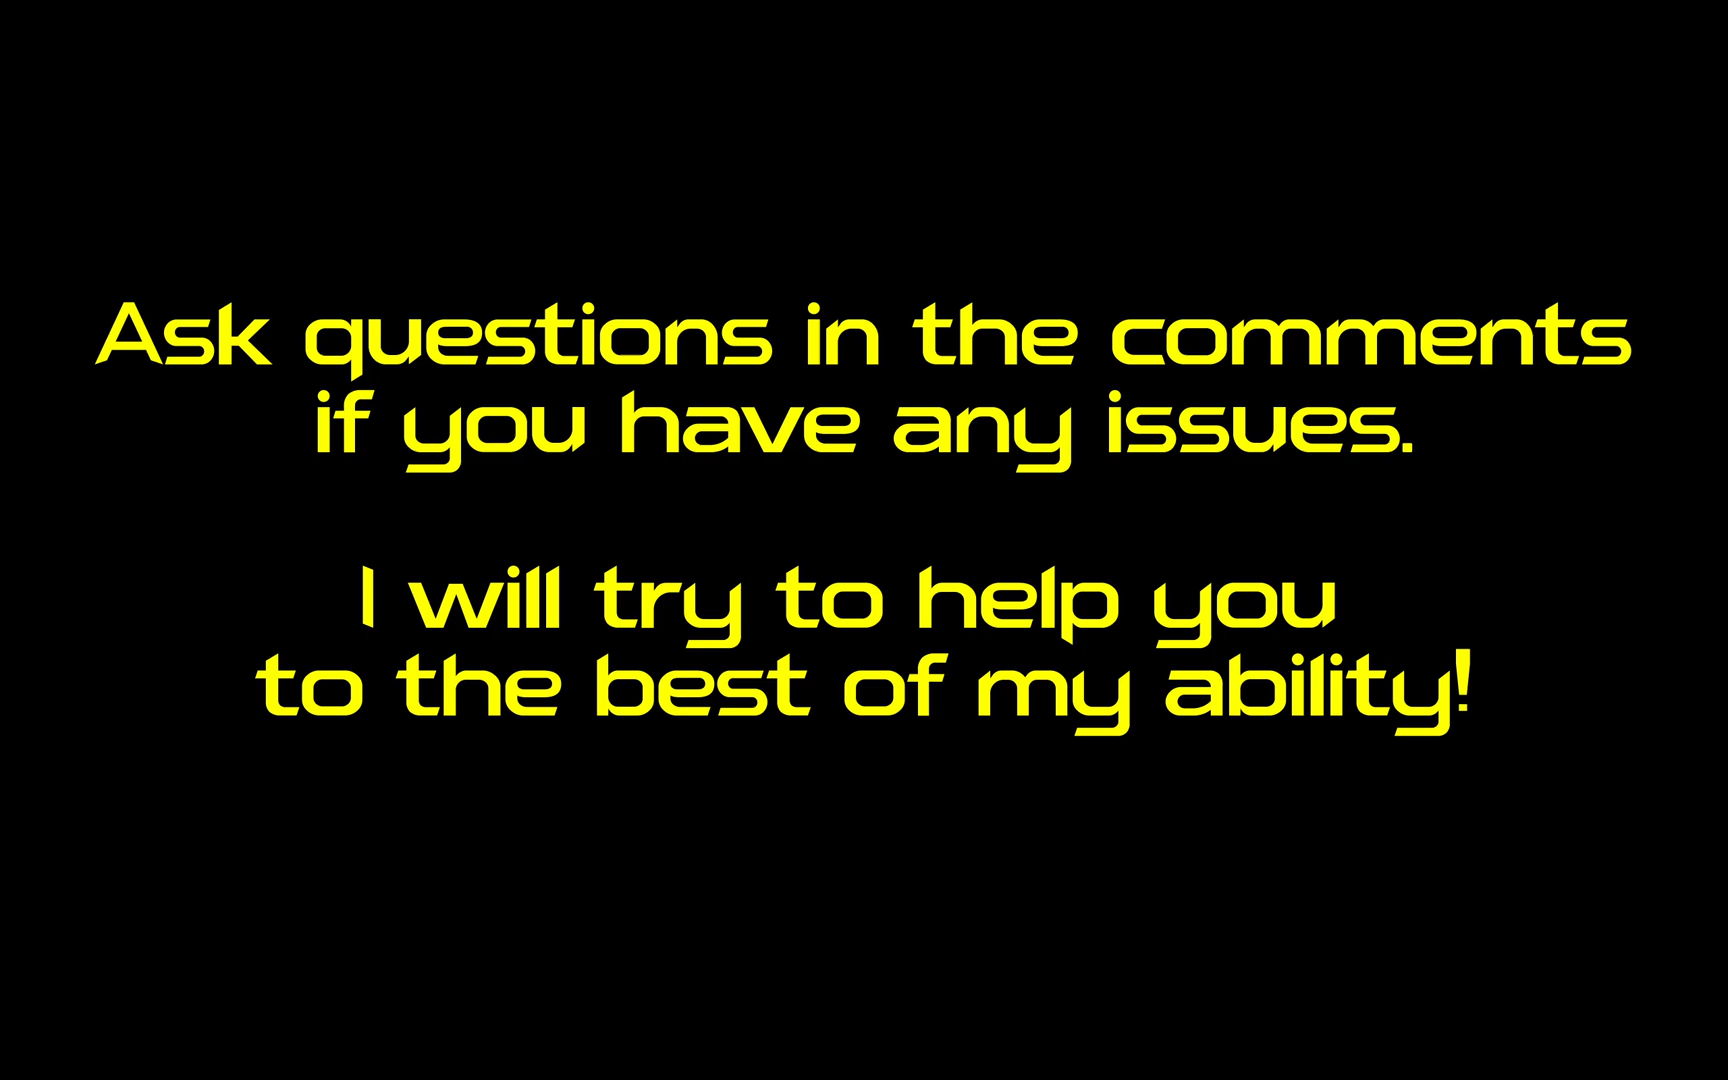 Ask questions in the comments
if you have any issues.
I will try to help you
to the best of my ability!